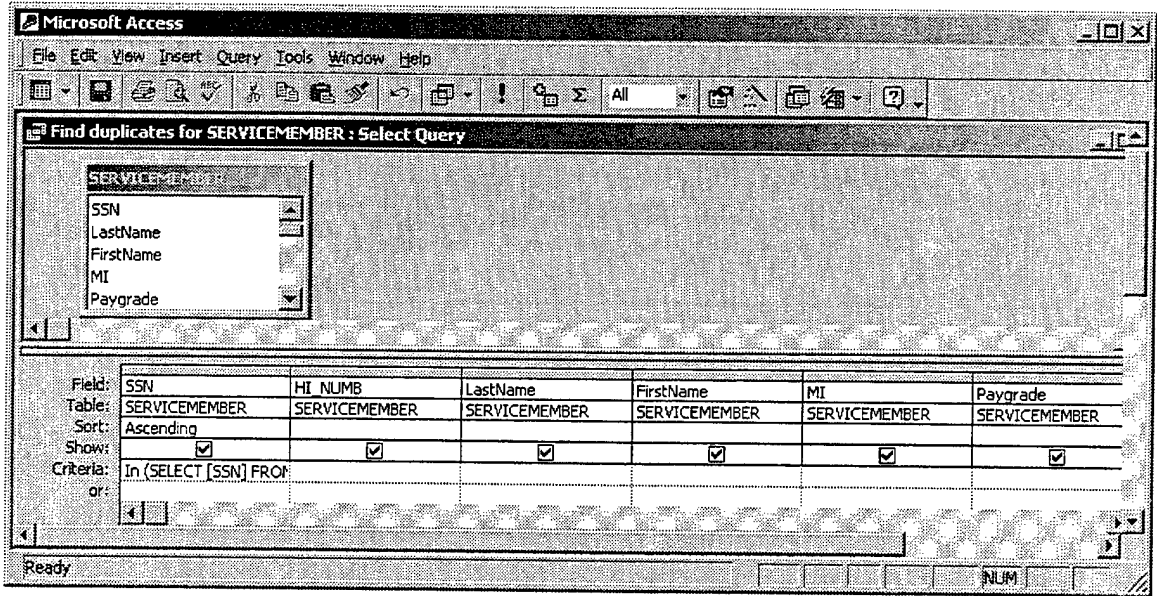 Microsoft Access
File Edit View Insert Query Tools Window Help
All
Find duplicates for SERVICEMEMBER : Select Query
SERVICEMEMBER
SSN
LastName
FirstName
MI
Paygrade
Field: SSN HI_NUMB LastName FirstName MI Paygrade
Table: SERVICEMEMBER SERVICEMEMBER SERVICEMEMBER SERVICEMEMBER SERVICEMEMBER SERVICEMEMBER
Sort: Ascending
Show:
Criteria: In (SELECT [SSN] FROM
or:
Ready NUM